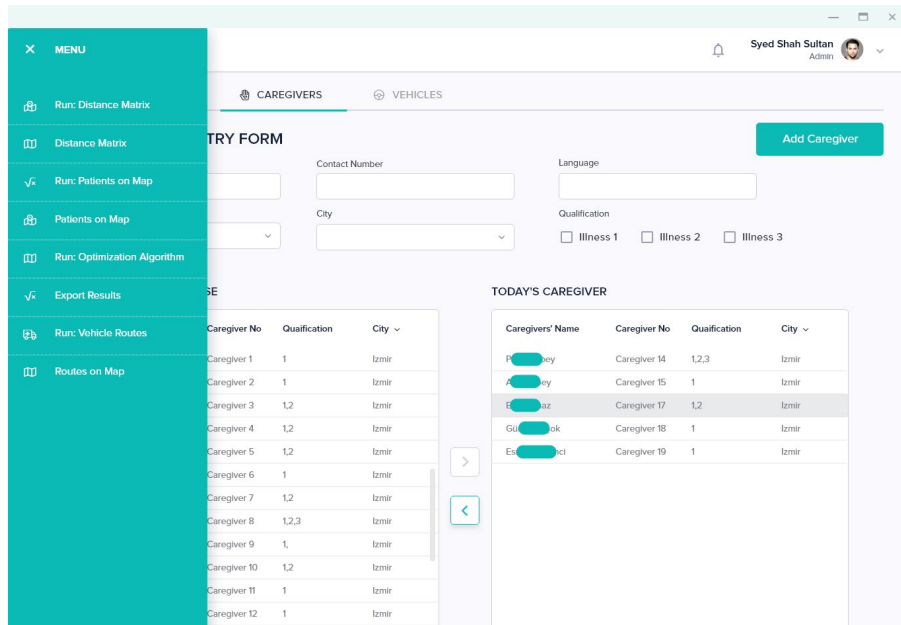 Syed Shah Sultan
Admin
MENU
Run: Distance Matrix
Distance Matrix
Run: Patients on Map
Patients on Map
Run: Optimization Algorithm
Export Results
Run: Vehicle Routes
Routes on Map
CAREGIVERS VEHICLES
TRY FORM
Add Caregiver
Contact Number Language
City Qualification
Illness 1 Illness 2 Illness 3
SE
Caregiver No Quaification City
Caregiver 1 1 Izmir
Caregiver 2 1 Izmir
Caregiver 3 1,2 Izmir
Caregiver 4 1,2 Izmir
Caregiver 5 1,2 Izmir
Caregiver 6 1 Izmir
Caregiver 7 1,2 Izmir
Caregiver 8 1,2,3 Izmir
Caregiver 9 1, Izmir
Caregiver 10 1,2 Izmir
Caregiver 11 1 Izmir
Caregiver 12 1 Izmir
TODAY'S CAREGIVER
Caregivers' Name Caregiver No Quaification City
Caregiver 14 1,2,3 Izmir
Caregiver 15 1 Izmir
Caregiver 17 1,2 Izmir
Caregiver 18 1 Izmir
Caregiver 19 1 Izmir